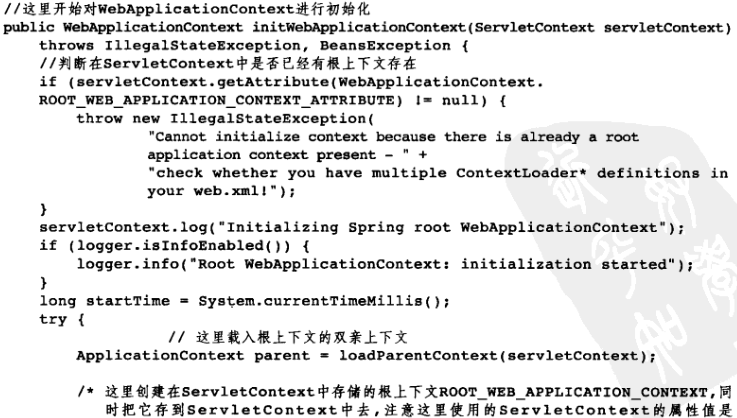 //这里开始对WebApplicationContext进行初始化
public WebApplicationContext initWebApplicationContext(ServletContext servletContext)
    throws IllegalStateException, BeansException {
    //判断在ServletContext中是否已经有根上下文存在
    if (servletContext.getAttribute(WebApplicationContext.
    ROOT_WEB_APPLICATION_CONTEXT_ATTRIBUTE) != null) {
        throw new IllegalStateException(
                "Cannot initialize context because there is already a root
                application context present - " +
                "check whether you have multiple ContextLoader* definitions in
                your web.xml!");
    }
    servletContext.log("Initializing Spring root WebApplicationContext");
    if (logger.isInfoEnabled()) {
        logger.info("Root WebApplicationContext: initialization started");
    }
    long startTime = System.currentTimeMillis();
    try {
                // 这里载入根上下文的双亲上下文
        ApplicationContext parent = loadParentContext(servletContext);

        /* 这里创建在ServletContext中存储的根上下文ROOT_WEB_APPLICATION_CONTEXT,同
           时把它存到ServletContext中去,注意这里使用的ServletContext的属性值是